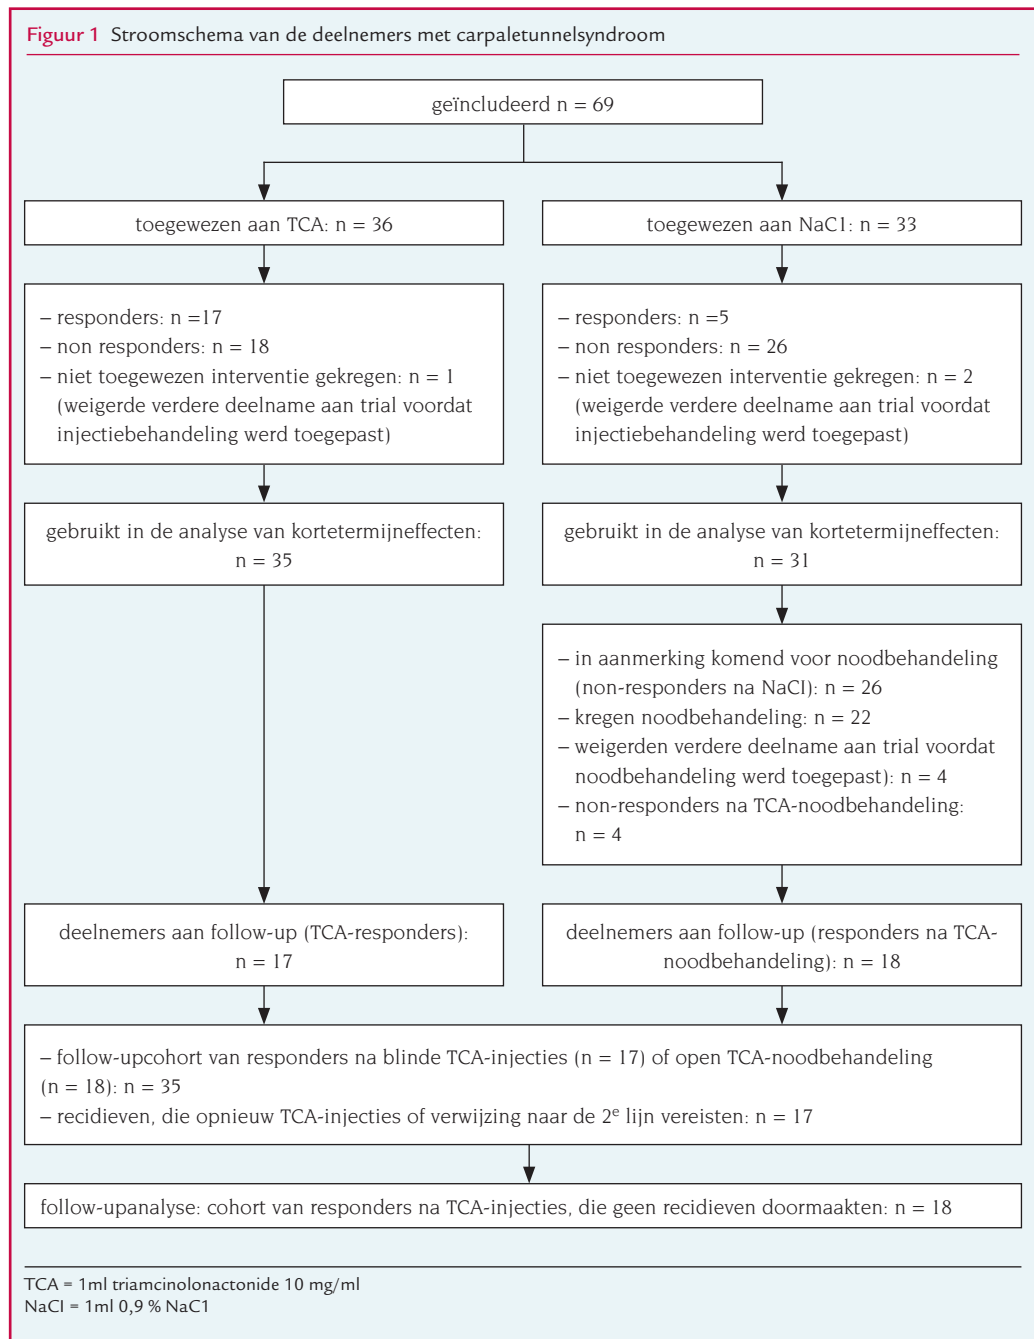 Figuur 1 Stroomschema van de deelnemers met carpaletunnelsyndroom
geïncludeerd n = 69
toegewezen aan TCA: n = 36
toegewezen aan NaC1: n = 33
– responders: n =17
– non responders: n = 18
– niet toegewezen interventie gekregen: n = 1
(weigerde verdere deelname aan trial voordat
injectiebehandeling werd toegepast)
– responders: n =5
– non responders: n = 26
– niet toegewezen interventie gekregen: n = 2
(weigerde verdere deelname aan trial voordat
injectiebehandeling werd toegepast)
gebruikt in de analyse van kortetermijneffecten:
n = 35
gebruikt in de analyse van kortetermijneffecten:
n = 31
– in aanmerking komend voor noodbehandeling
(non-responders na NaCl): n = 26
– kregen noodbehandeling: n = 22
– weigerden verdere deelname aan trial voordat
noodbehandeling werd toegepast): n = 4
– non-responders na TCA-noodbehandeling:
n = 4
deelnemers aan follow-up (TCA-responders):
n = 17
deelnemers aan follow-up (responders na TCA-
noodbehandeling): n = 18
– follow-upcohort van responders na blinde TCA-injecties (n = 17) of open TCA-noodbehandeling
(n = 18): n = 35
– recidieven, die opnieuw TCA-injecties of verwijzing naar de 2e lijn vereisten: n = 17
follow-upanalyse: cohort van responders na TCA-injecties, die geen recidieven doormaakten: n = 18
TCA = 1ml triamcinolonactonide 10 mg/ml
NaCl = 1ml 0,9 % NaC1